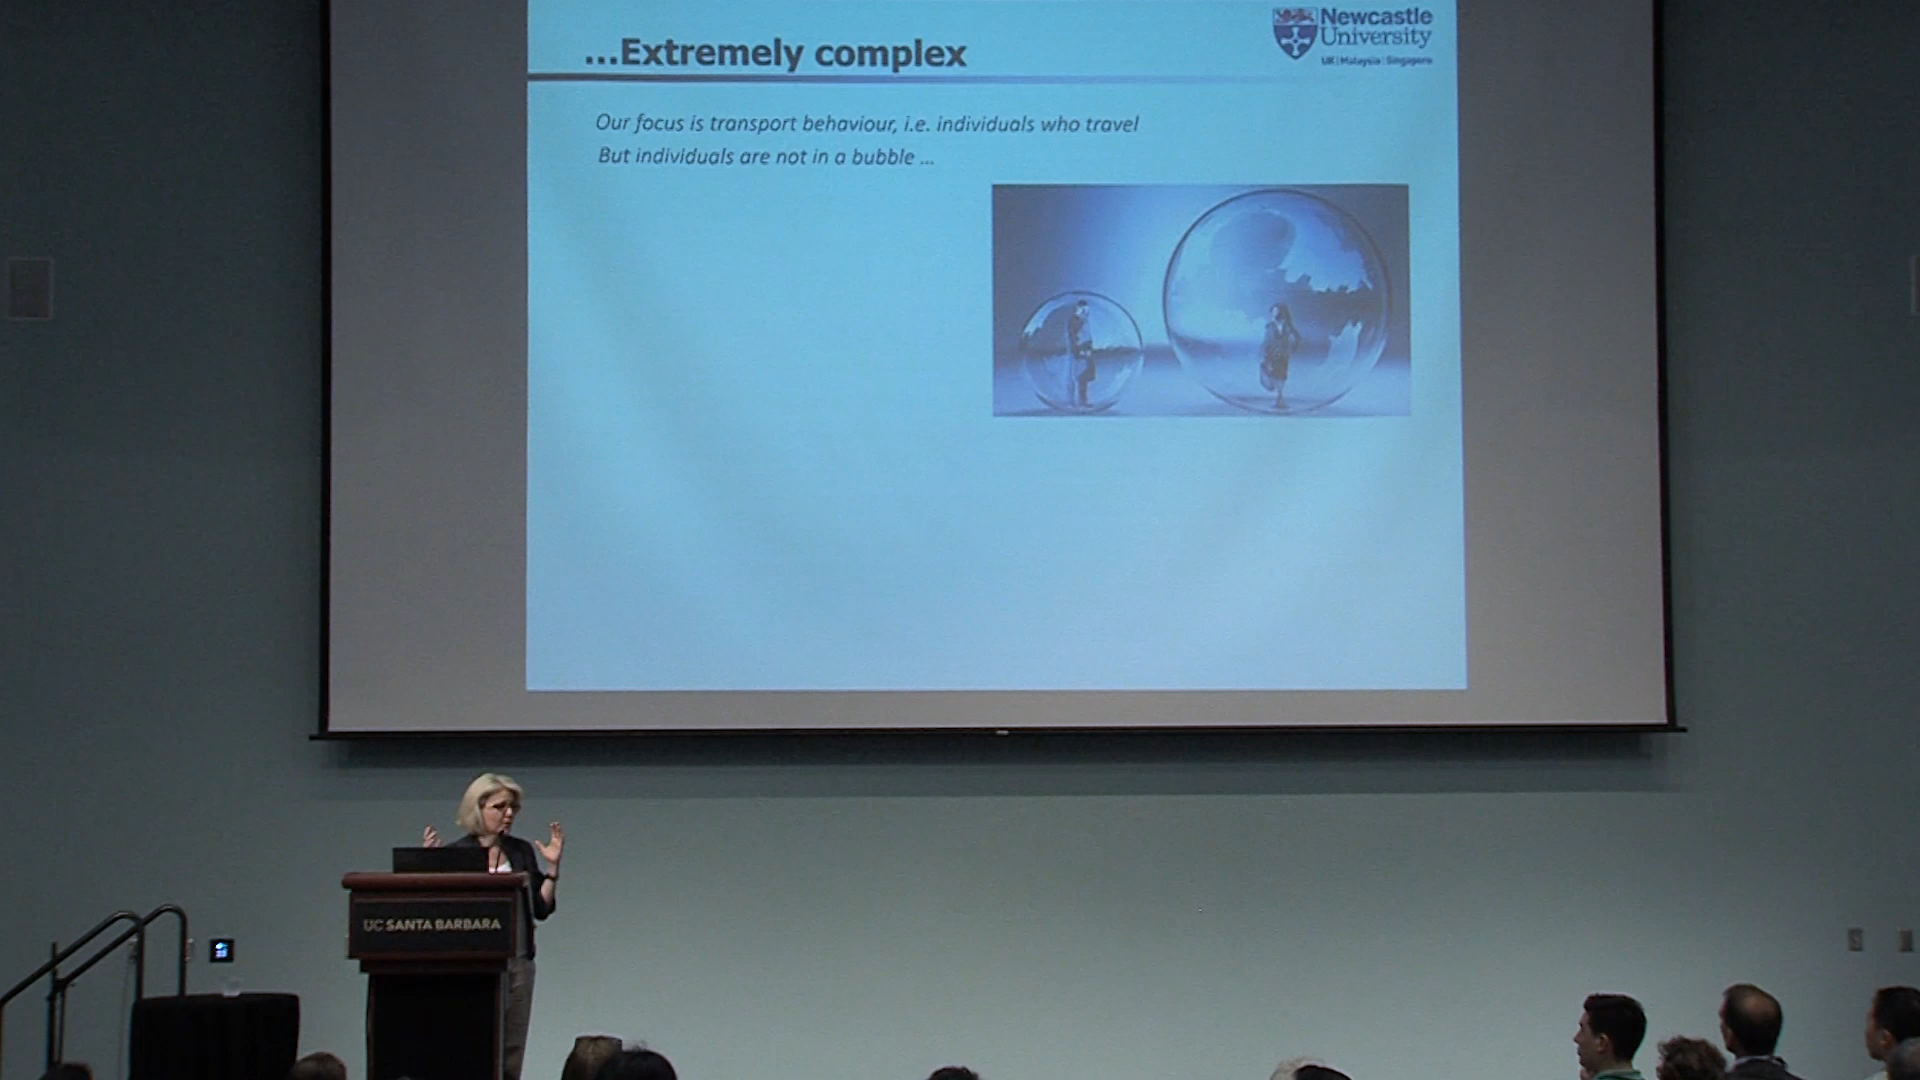 ...Extremely complex
Newcastle
University
UK | Malaysia | Singapore
Our focus is transport behaviour, i.e. individuals who travel
But individuals are not in a bubble ...
UC SANTA BARBARA